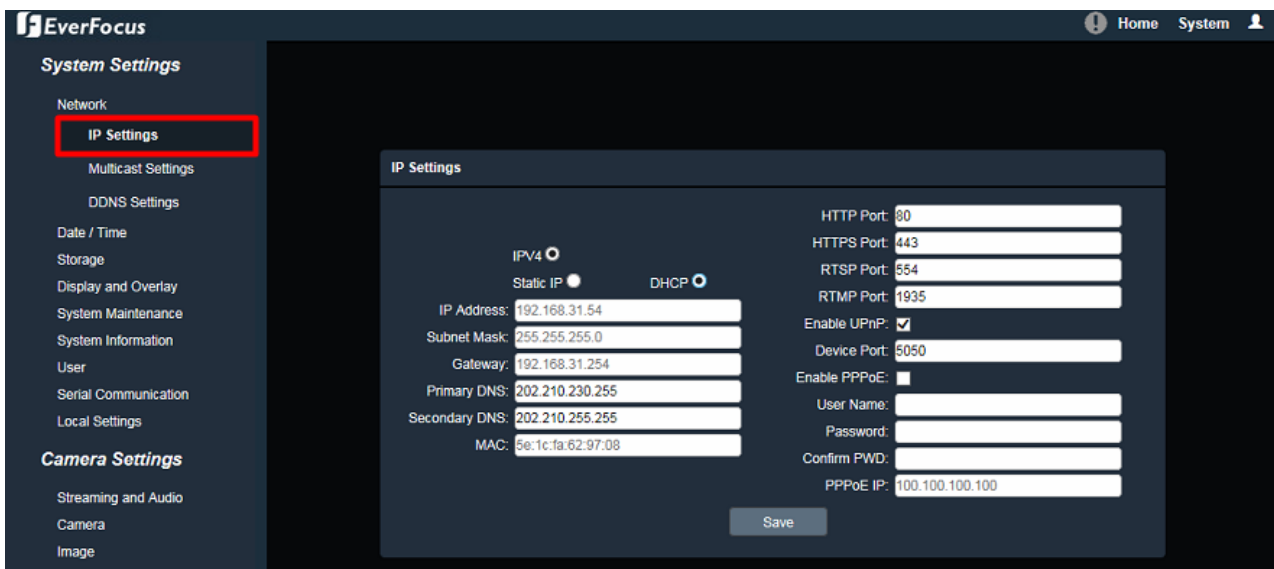 EverFocus
Home System
System Settings
Network
IP Settings
Multicast Settings
DDNS Settings
Date / Time
Storage
Display and Overlay
System Maintenance
System Information
User
Serial Communication
Local Settings
Camera Settings
Streaming and Audio
Camera
Image
IP Settings
IPV4
Static IP DHCP
IP Address: 192.168.31.54
Subnet Mask: 255.255.255.0
Gateway: 192.168.31.254
Primary DNS: 202.210.230.255
Secondary DNS: 202.210.255.255
MAC: 5e:1c:fa:62:97:08
HTTP Port: 80
HTTPS Port: 443
RTSP Port: 554
RTMP Port: 1935
Enable UPnP:
Device Port: 5050
Enable PPPoE:
User Name:
Password:
Confirm PWD:
PPPoE IP: 100.100.100.100
Save